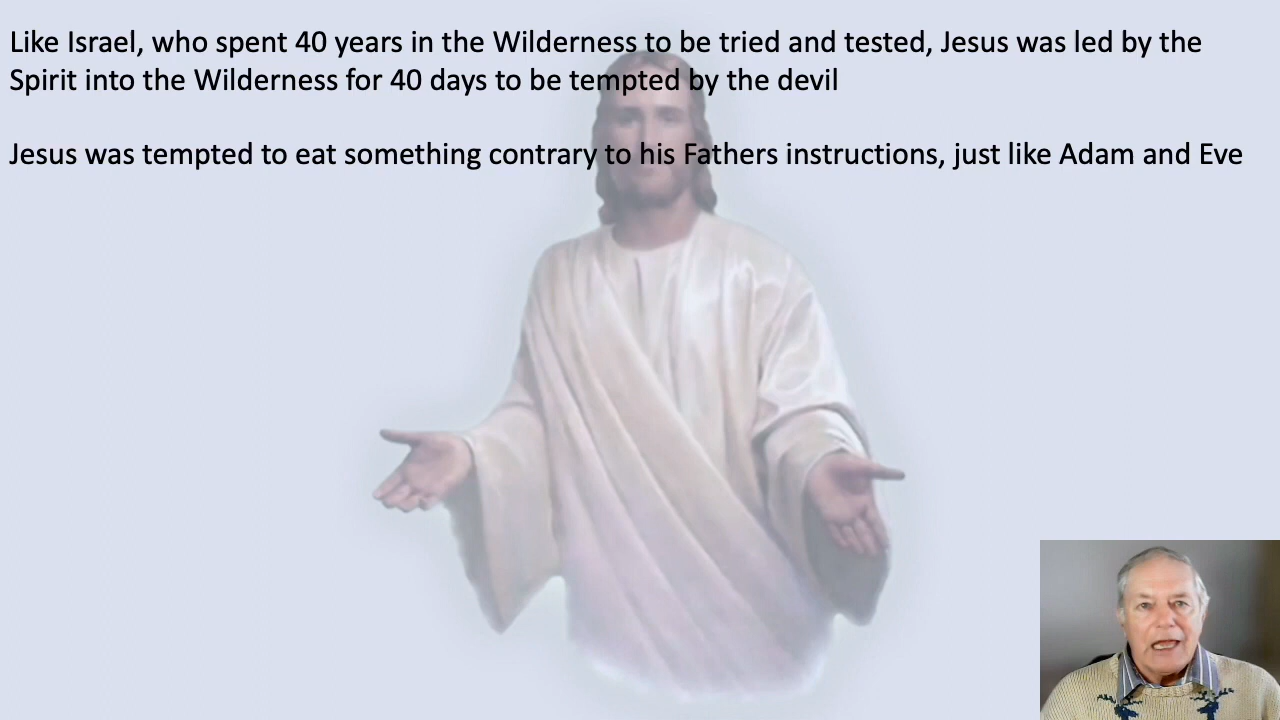 Like Israel, who spent 40 years in the Wilderness to be tried and tested, Jesus was led by the
Spirit into the Wilderness for 40 days to be tempted by the devil
Jesus was tempted to eat something contrary to his Fathers instructions, just like Adam and Eve